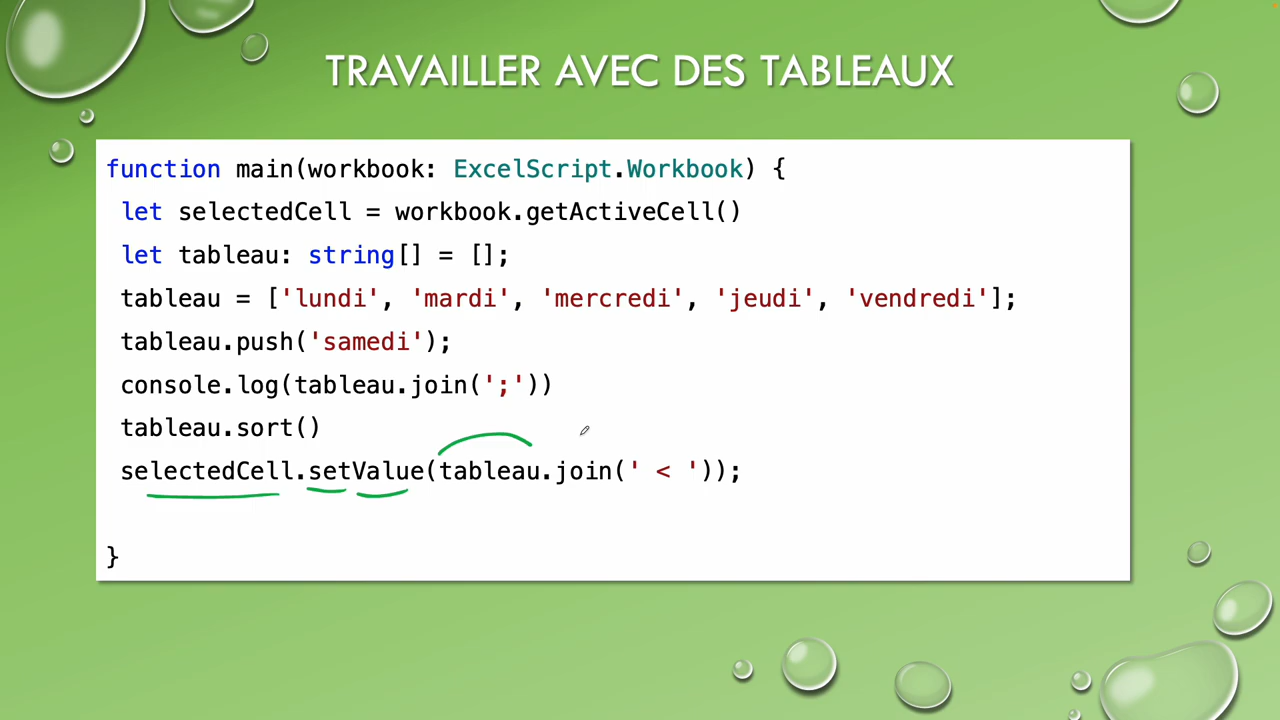 TRAVAILLER AVEC DES TABLEAUX
function main(workbook: ExcelScript.Workbook) {
let selectedCell = workbook.getActiveCell()
let tableau: string[] = [];
tableau = ['lundi', 'mardi', 'mercredi', 'jeudi', 'vendredi'];
tableau.push('samedi');
console.log(tableau.join(';'))
tableau.sort()
selectedCell.setValue(tableau.join(' < '));
}